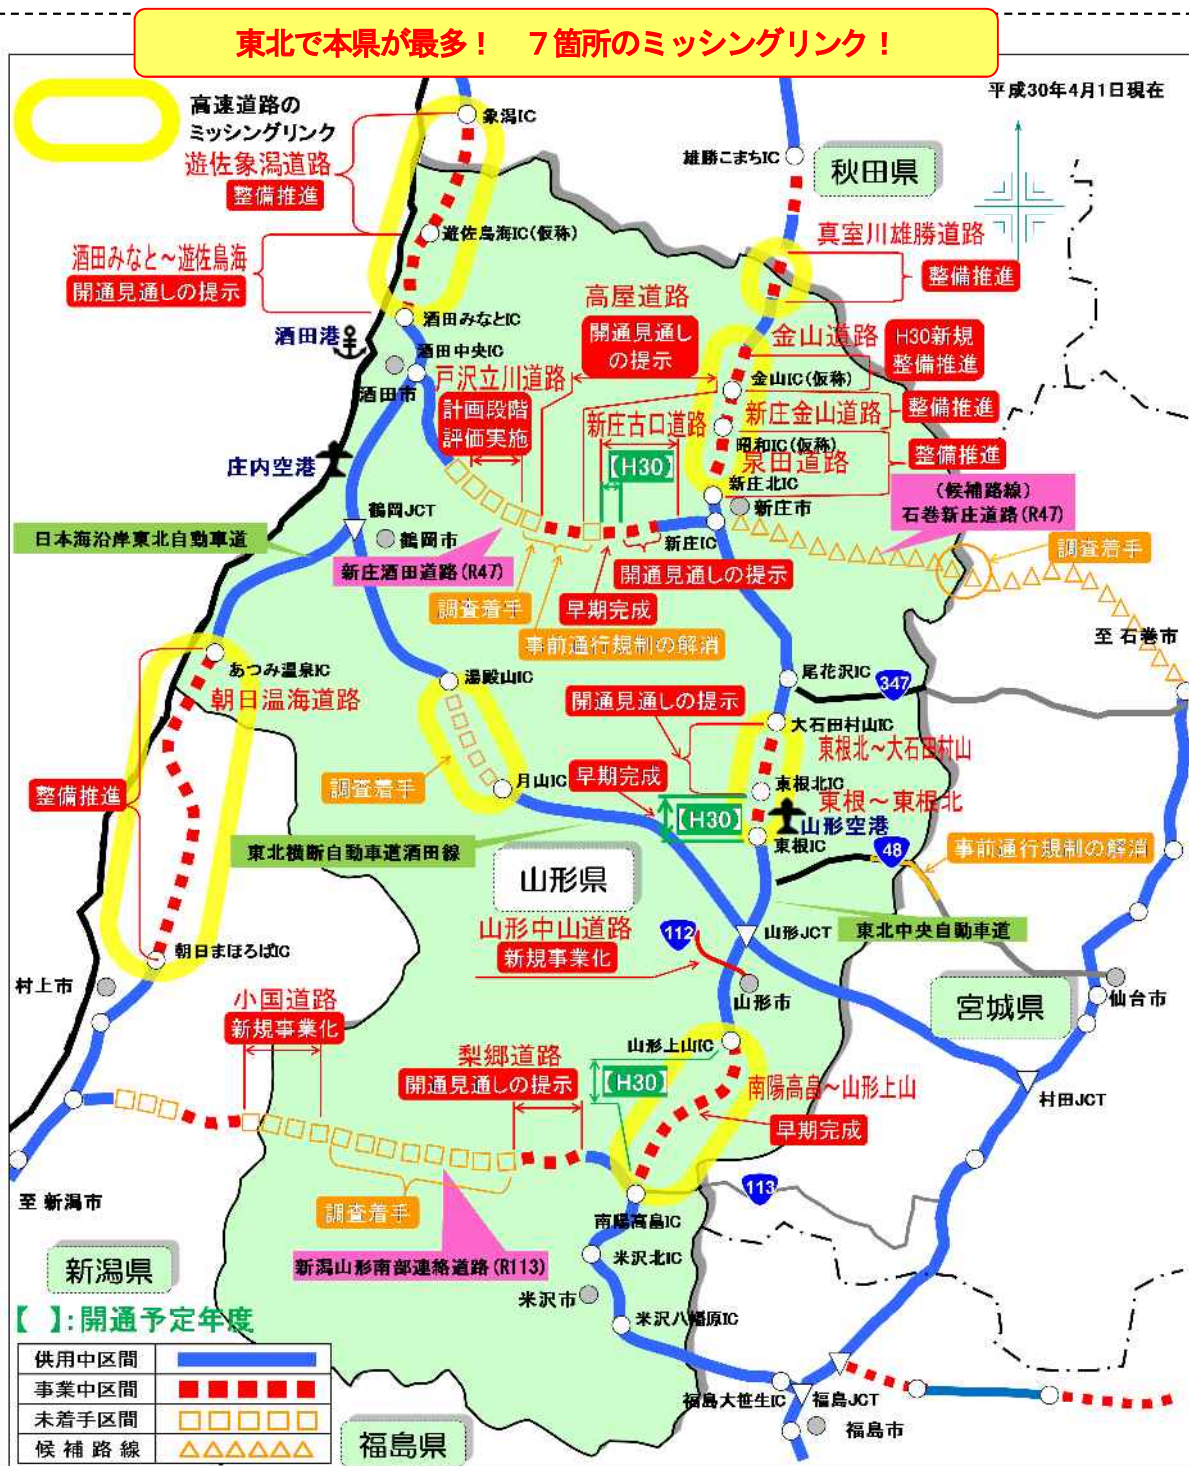 東北で本県が最多！　７箇所のミッシングリンク！
平成30年4月1日現在
高速道路の
ミッシングリンク
象潟IC
遊佐象潟道路
整備推進
雄勝こまちIC
秋田県
真室川雄勝道路
整備推進
遊佐鳥海IC(仮称)
酒田みなと～遊佐鳥海
開通見通しの提示
高屋道路
開通見通し
の提示
酒田みなとIC
酒田港
金山道路
H30新規
整備推進
酒田中央IC
酒田市
戸沢立川道路
計画段階
評価実施
金山IC(仮称)
新庄金山道路
整備推進
新庄古口道路
昭和IC(仮称)
泉田道路
整備推進
【H30】
庄内空港
新庄北IC
新庄市
(候補路線)
石巻新庄道路(R47)
鶴岡JCT
鶴岡市
日本海沿岸東北自動車道
新庄IC
調査着手
新庄酒田道路(R47)
開通見通しの提示
調査着手
早期完成
事前通行規制の解消
至 石巻市
あつみ温泉IC
朝日温海道路
湯殿山IC
尾花沢IC
347
開通見通しの提示
大石田村山IC
東根北～大石田村山
整備推進
調査着手
月山IC
早期完成
東根北IC
東根～東根北
【H30】
山形空港
東根IC
48
事前通行規制の解消
東北横断自動車道酒田線
山形県
山形中山道路
新規事業化
112
山形JCT
東北中央自動車道
朝日まほろばIC
村上市
山形市
宮城県
仙台市
小国道路
新規事業化
山形上山IC
梨郷道路
開通見通しの提示
【H30】
南陽高畠～山形上山
早期完成
村田JCT
至 新潟市
調査着手
113
南陽高畠IC
新潟山形南部連絡道路(R113)
米沢北IC
新潟県
米沢市
米沢八幡原IC
【　】:開通予定年度
供用中区間
事業中区間
未着手区間
候補路線
福島県
福島大笹生IC
福島JCT
福島市